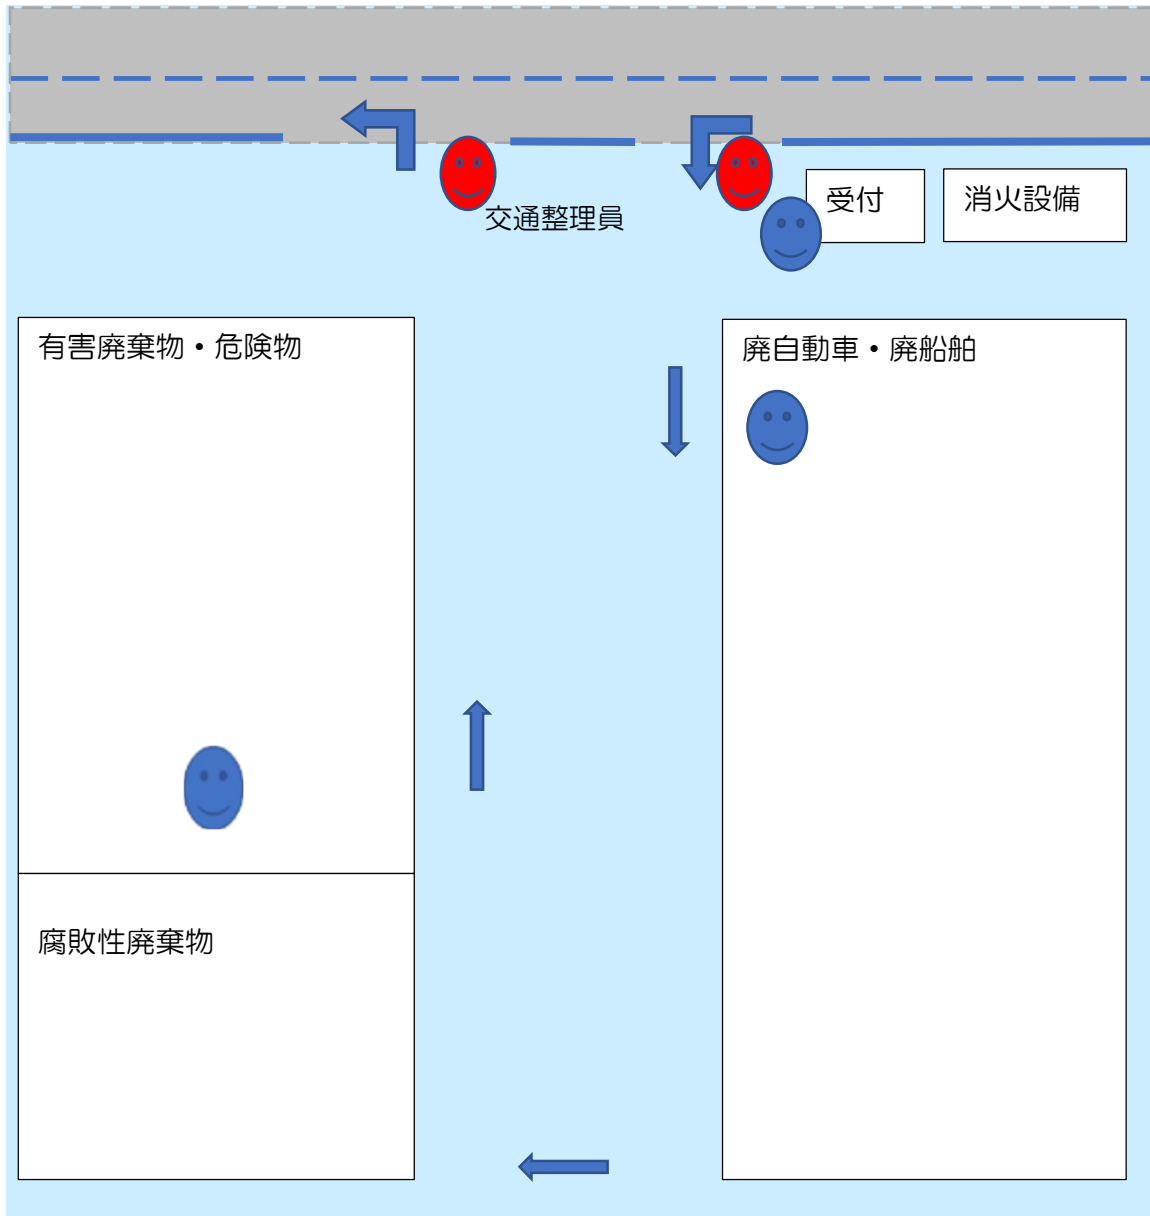 受付
消火設備
交通整理員
有害廃棄物・危険物
廃自動車・廃船舶
腐敗性廃棄物